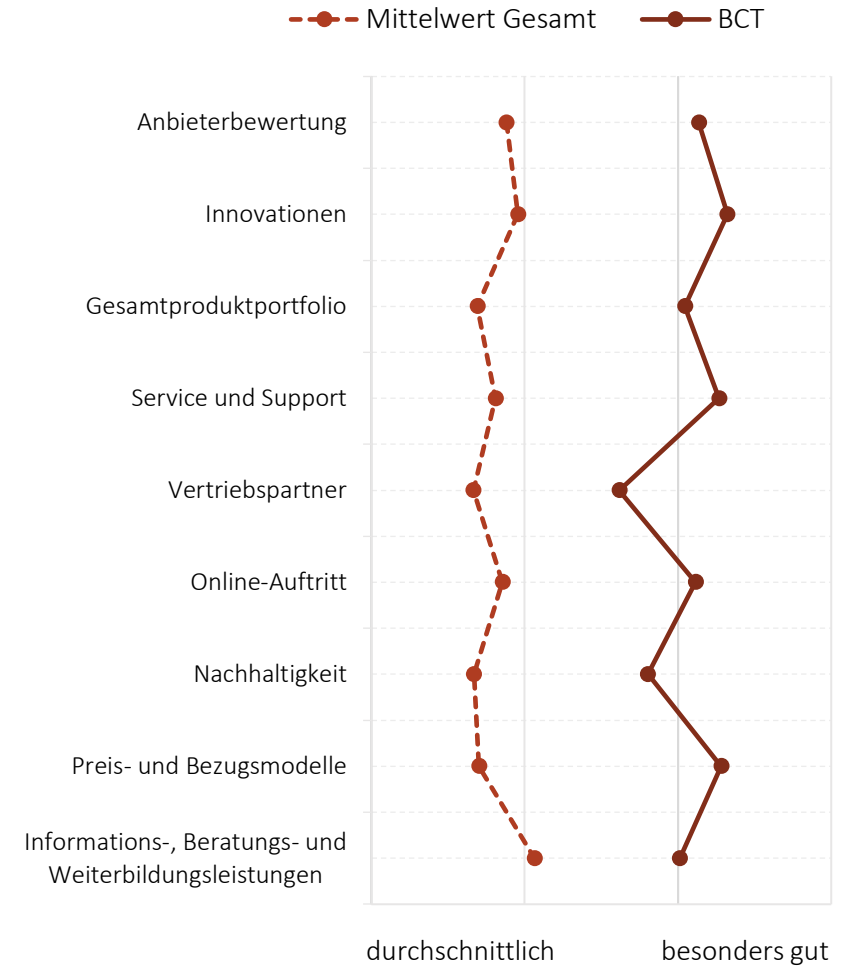 Mittelwert Gesamt BCT
Anbieterbewertung
Innovationen
Gesamtproduktportfolio
Service und Support
Vertriebspartner
Online-Auftritt
Nachhaltigkeit
Preis- und Bezugsmodelle
Informations-, Beratungs- und
Weiterbildungsleistungen
durchschnittlich besonders gut